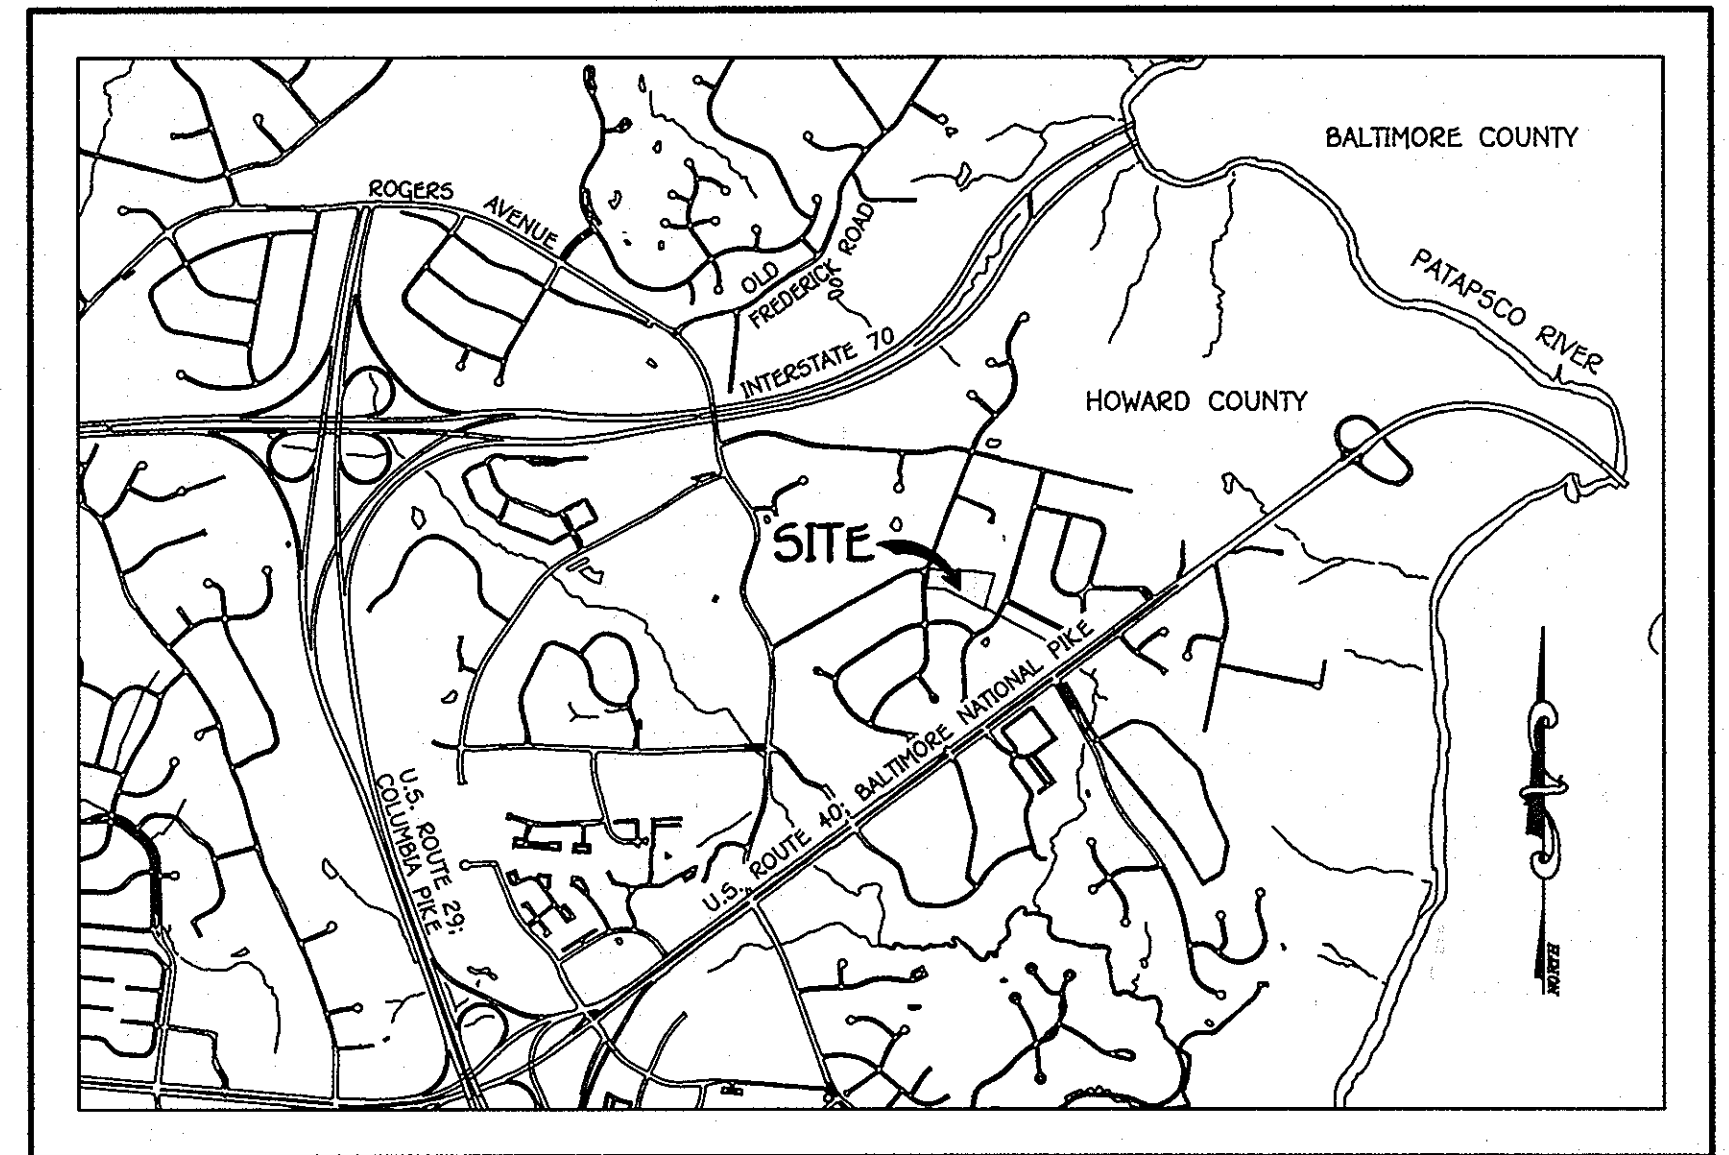 BALTIMORE COUNTY
ROGERS AVENUE
OLD
FREDERICK ROAD
PATAPSCO RIVER
INTERSTATE 70
HOWARD COUNTY
SITE
U.S. ROUTE 40; BALTIMORE NATIONAL PIKE
U.S. ROUTE 29;
COLUMBIA PIKE
NORTH